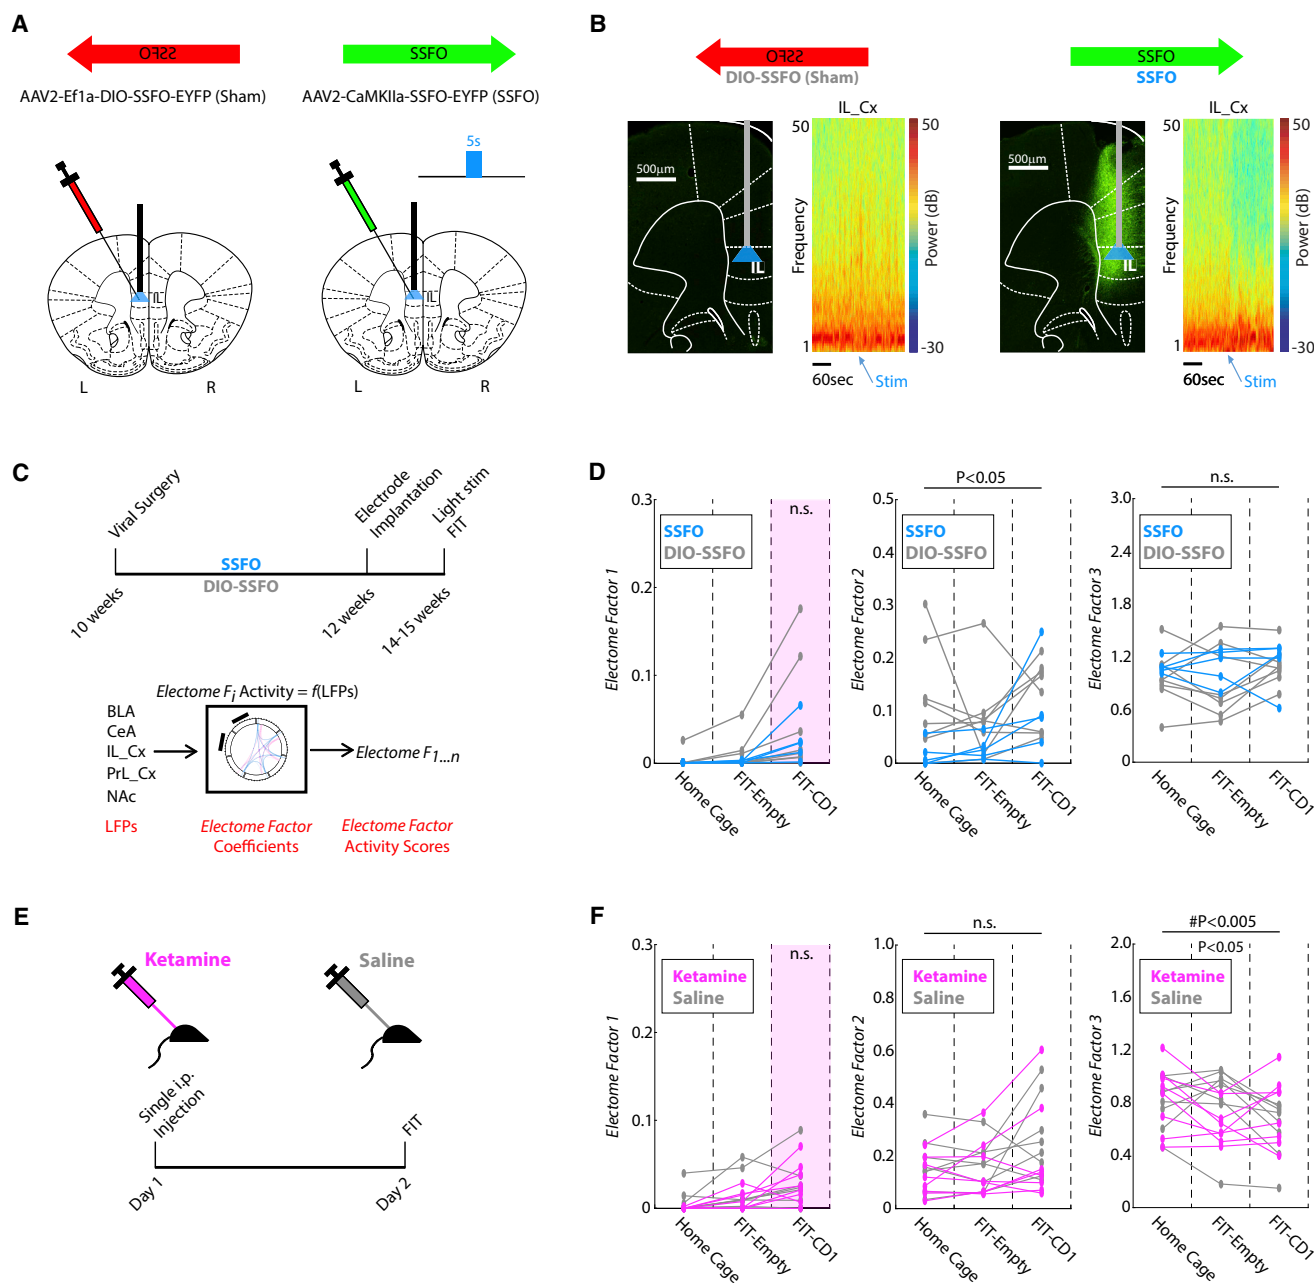 A
SSFO
SSFO
AAV2-Ef1a-DIO-SSFO-EYFP (Sham)
AAV2-CaMKIIa-SSFO-EYFP (SSFO)
5s
IL
IL
L
R
L
R
B
SSFO
DIO-SSFO (Sham)
SSFO
SSFO
IL_Cx
IL_Cx
500μm
IL
50
Frequency
1
50
Power (dB)
-30
60sec
Stim
500μm
IL
50
Frequency
1
50
Power (dB)
-30
60sec
Stim
C
Viral Surgery
Electrode
Implantation
Light stim
FIT
SSFO
DIO-SSFO
10 weeks
12 weeks
14-15 weeks
Electome Fi Activity = f(LFPs)
BLA
CeA
IL_Cx
PrL_Cx
NAc
Electome F1...n
LFPs
Electome Factor
Coefficients
Electome Factor
Activity Scores
D
0.3
0.2
0.1
0
Electome Factor 1
n.s.
SSFO
DIO-SSFO
Home Cage
FIT-Empty
FIT-CD1
P<0.05
0.5
0.4
0.3
0.2
0.1
0
Electome Factor 2
SSFO
DIO-SSFO
Home Cage
FIT-Empty
FIT-CD1
n.s.
3.0
2.4
1.8
1.2
0.6
0
Electome Factor 3
SSFO
DIO-SSFO
Home Cage
FIT-Empty
FIT-CD1
E
Ketamine
Saline
Single i.p.
Injection
FIT
Day 1
Day 2
F
0.3
0.2
0.1
0
Electome Factor 1
n.s.
Ketamine
Saline
Home Cage
FIT-Empty
FIT-CD1
n.s.
1.0
0.8
0.6
0.4
0.2
0
Electome Factor 2
Ketamine
Saline
Home Cage
FIT-Empty
FIT-CD1
#P<0.005
P<0.05
2.0
1.6
1.2
0.8
0.4
0
Electome Factor 3
Ketamine
Saline
Home Cage
FIT-Empty
FIT-CD1